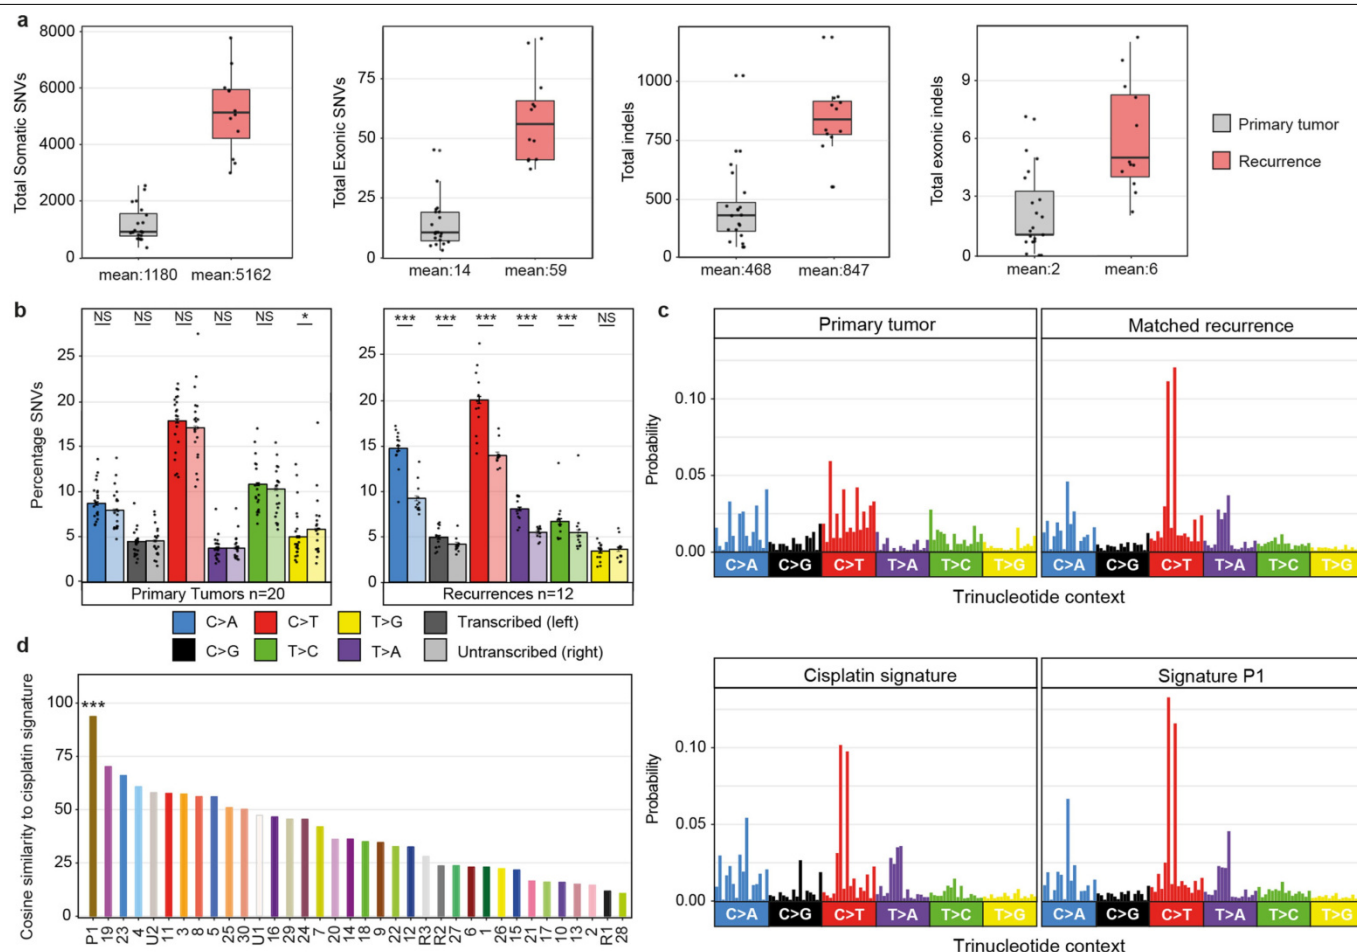 a
Total Somatic SNVs
8000
6000
4000
2000
0
mean:1180 mean:5162
Total Exonic SNVs
75
50
25
0
mean:14 mean:59
Total indels
1000
750
500
250
0
mean:468 mean:847
Total exonic indels
9
6
3
0
mean:2 mean:6
Primary tumor
Recurrence
b
Percentage SNVs
25
20
15
10
5
0
NS NS NS NS NS *
Primary Tumors n=20
25
20
15
10
5
0
*** *** *** *** *** NS
Recurrences n=12
C>A C>T T>G Transcribed (left)
C>G T>C T>A Untranscribed (right)
c
Primary tumor Matched recurrence
Probability
0.10
0.05
0.00
C>A C>G C>T T>A T>C T>G C>A C>G C>T T>A T>C T>G
Trinucleotide context
Cisplatin signature Signature P1
Probability
0.10
0.05
0.00
C>A C>G C>T T>A T>C T>G C>A C>G C>T T>A T>C T>G
Trinucleotide context
d
Cosine similarity to cisplatin signature
100
75
50
25
0
***
P1 19 23 4 U2 11 3 8 5 25 30 U1 16 29 24 7 20 14 18 9 22 12 R3 R2 27 6 1 26 15 21 17 10 13 2 R1 28